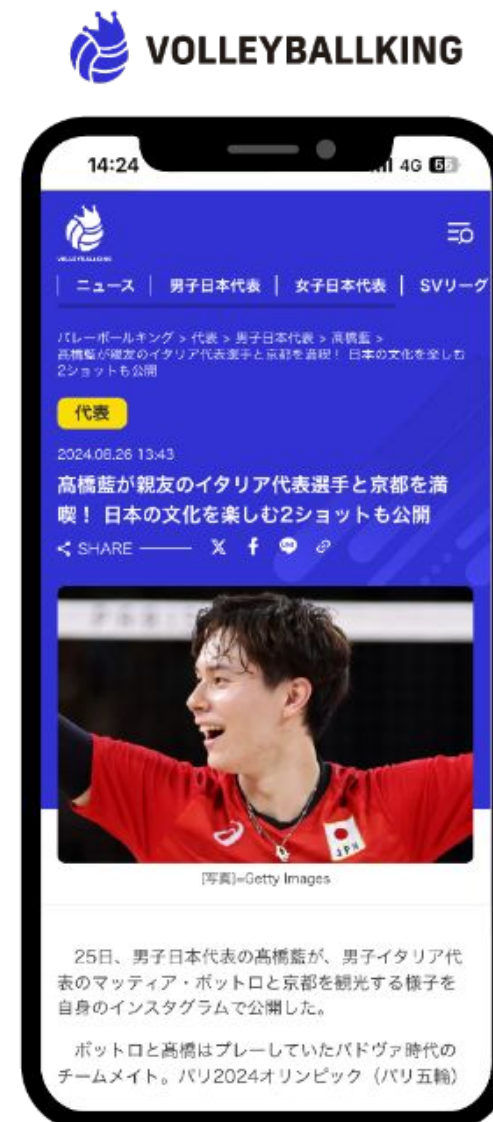 VOLLEYBALLKING
14:24
4G
VOLLEYBALLKING
ニュース | 男子日本代表 | 女子日本代表 | SVリーグ
バレーボールキング > 代表 > 男子日本代表 > 髙橋藍 >
髙橋藍が親友のイタリア代表選手と京都を満喫! 日本の文化を楽しむ
2ショットも公開
代表
2024.08.26 13:43
髙橋藍が親友のイタリア代表選手と京都を満
喫! 日本の文化を楽しむ2ショットも公開
SHARE
PARIS
JPN
[写真]=Getty Images
25日、男子日本代表の髙橋藍が、男子イタリア代
表のマッティア・ボットロと京都を観光する様子を
自身のインスタグラムで公開した。
ボットロと髙橋はプレーしていたパドヴァ時代の
チームメイト。パリ2024オリンピック（パリ五輪）